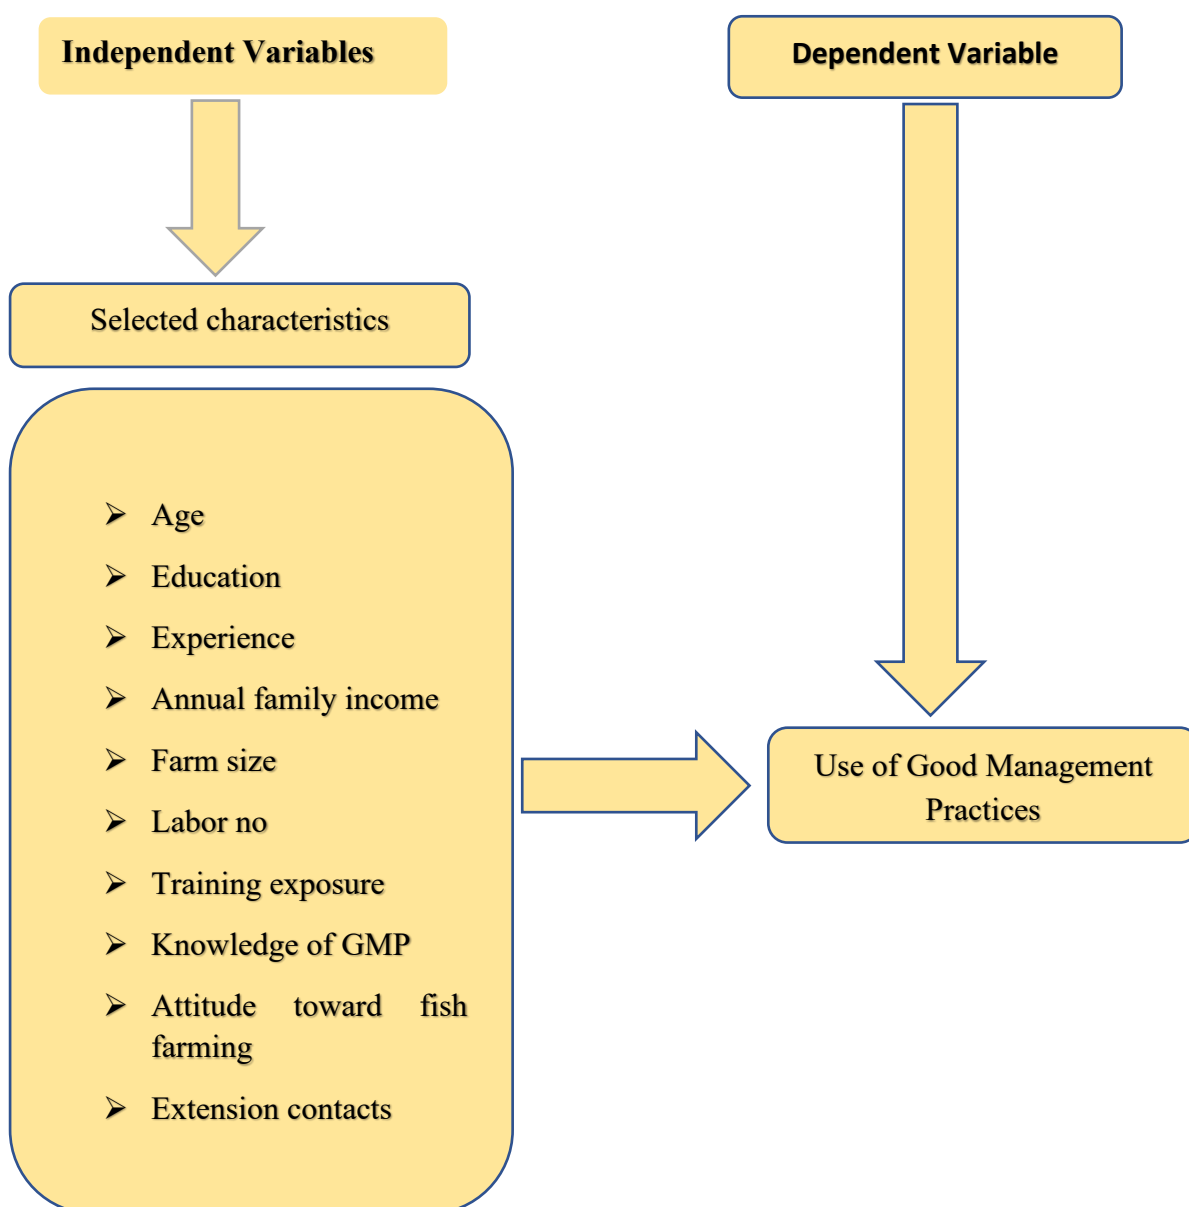 Independent Variables
Dependent Variable
Selected characteristics
Age
Education
Experience
Annual family income
Farm size
Labor no
Training exposure
Knowledge of GMP
Attitude toward fish
farming
Extension contacts
Use of Good Management
Practices